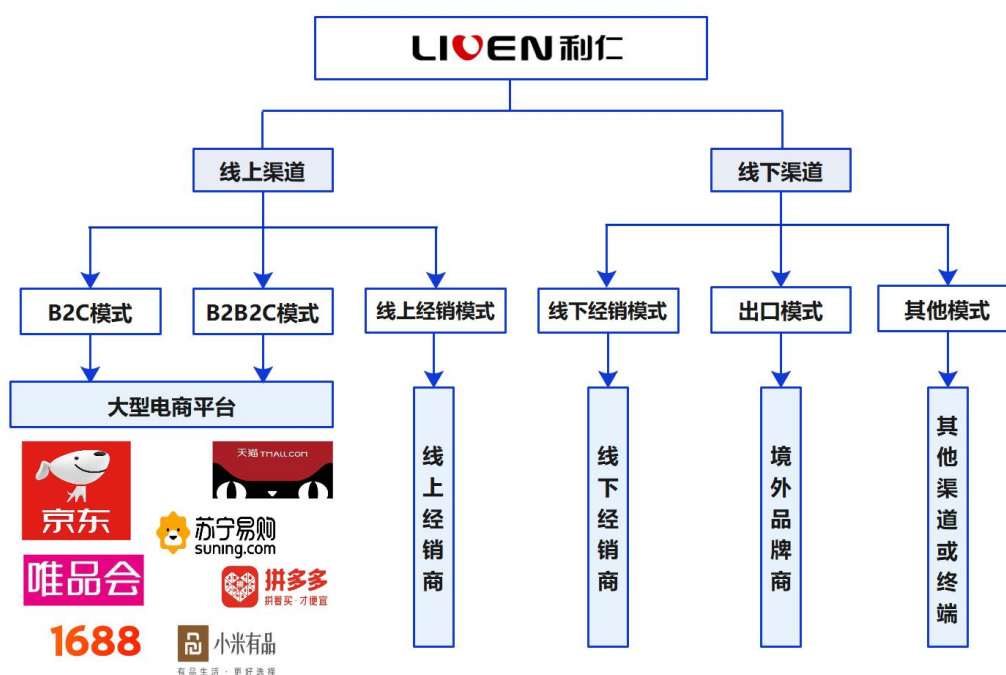 LIVEN利仁
线上渠道
线下渠道
B2C模式
B2B2C模式
线上经销模式
线下经销模式
出口模式
其他模式
大型电商平台
线上经销商
线下经销商
境外品牌商
其他渠道或终端
京东
天猫 TMALL.COM
苏宁易购
suning.com
唯品会
拼
拼多多
拼着买·才便宜
1688
小米有品
有品生活·更好选择